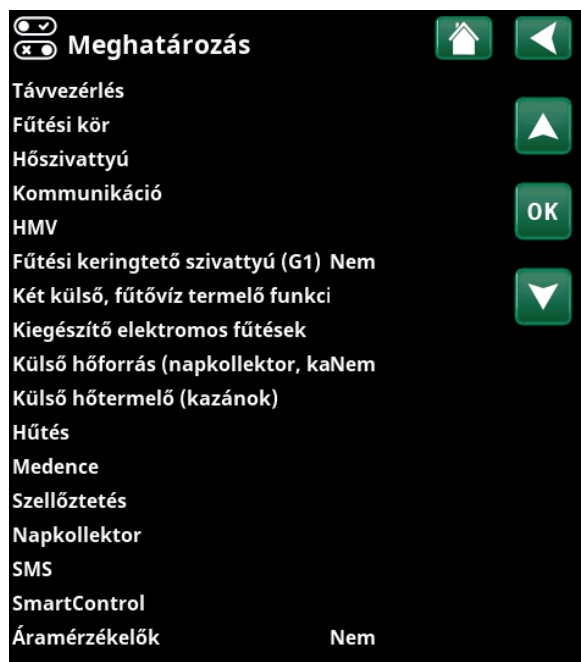 Meghatározás
Távvezérlés
Fűtési kör
Hőszivattyú
Kommunikáció
OK
HMV
Fűtési keringtető szivattyú (G1) Nem
Két külső, fűtővíz termelő funkci
Kiegészítő elektromos fűtések
Külső hőforrás (napkollektor, kaNem
Külső hőtermelő (kazánok)
Hűtés
Medence
Szellőztetés
Napkollektor
SMS
SmartControl
Áramérzékelők Nem